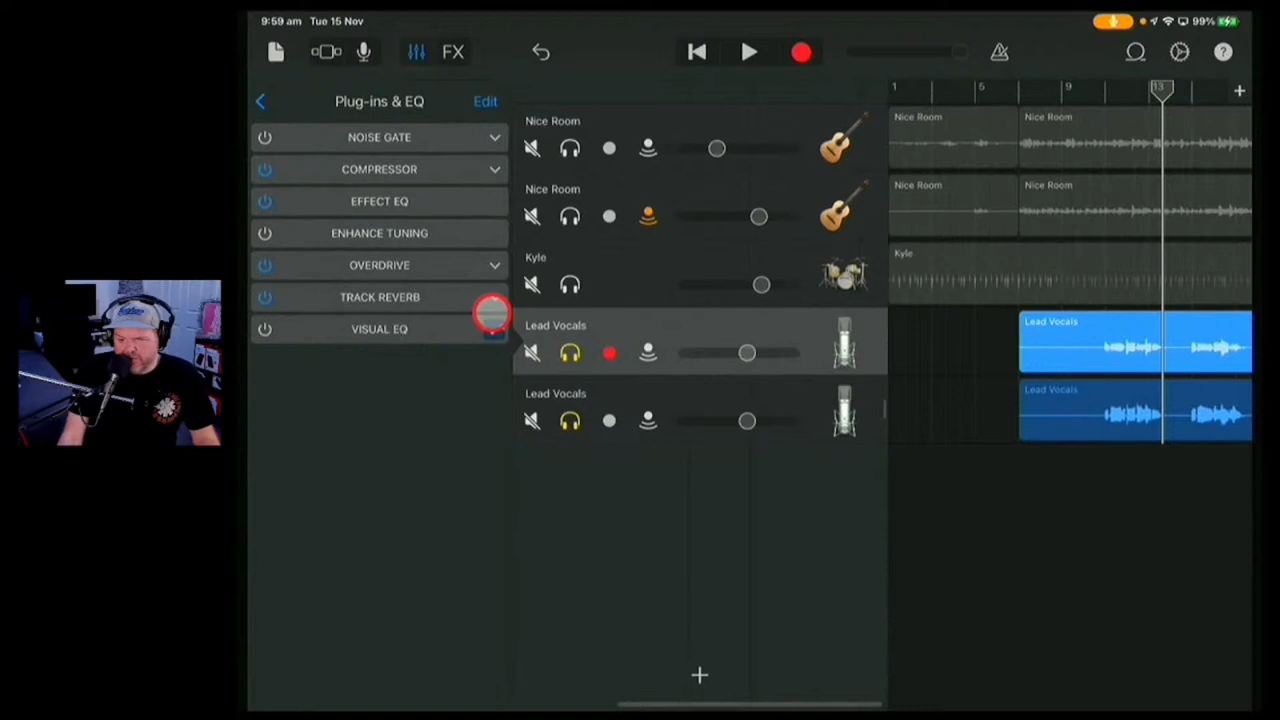 9:59 am Tue 15 Nov
99%
FX
Plug-ins & EQ
Edit
NOISE GATE
COMPRESSOR
EFFECT EQ
ENHANCE TUNING
OVERDRIVE
TRACK REVERB
VISUAL EQ
Nice Room
Nice Room
Kyle
Lead Vocals
Lead Vocals
1 5 9 13
Nice Room Nice Room
Nice Room Nice Room
Kyle
Lead Vocals
Lead Vocals